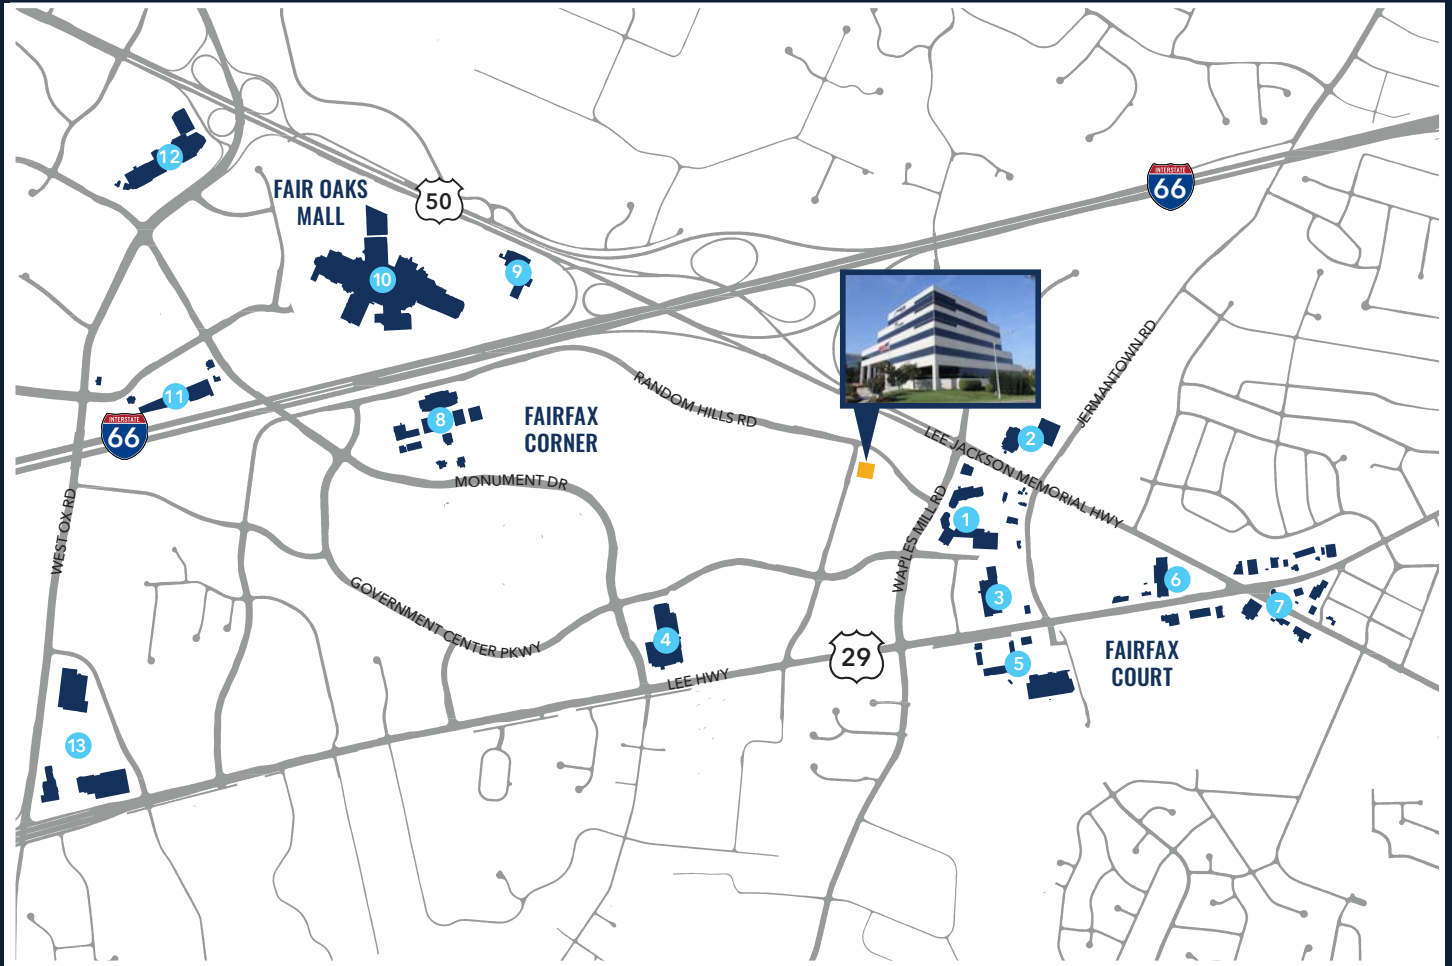 12
FAIR OAKS
MALL
50
INTERSTATE
66
9
10
RANDOM HILLS RD
JERMANTOWN RD
11
INTERSTATE
66
8
FAIRFAX
CORNER
LEE JACKSON MEMORIAL HWY
2
MONUMENT DR
WEST OX RD
WAPLES MILL RD
1
GOVERNMENT CENTER PKWY
3
6
7
4
29
5
FAIRFAX
COURT
LEE HWY
13